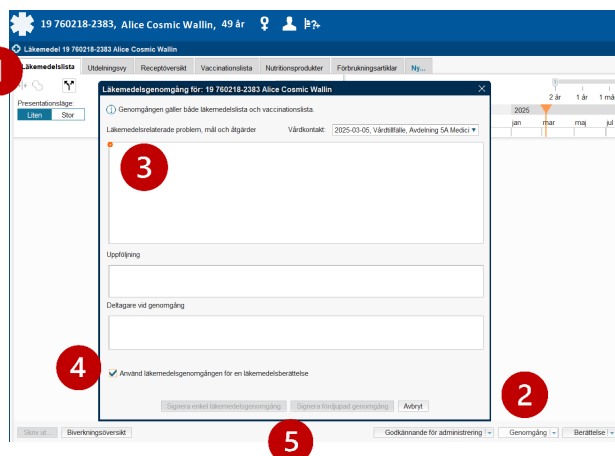 19 760218-2383, Alice Cosmic Wallin, 49 år
Läkemedel 19 760218-2383 Alice Cosmic Wallin
Läkemedelslista Utdelningsvy Receptöversikt Vaccinationslista Nutritionsprodukter Förbrukningsartiklar Ny...
Presentationsläge:
Liten Stor
2 år 1 år 1 må
2025
jan mar maj jul
Läkemedelsgenomgång för: 19 760218-2383 Alice Cosmic Wallin
Genomgången gäller både läkemedelslista och vaccinationslista.
Läkemedelsrelaterade problem, mål och åtgärder Vårdkontakt: 2025-03-05, Vårdtillfälle, Avdelning 5A Medici
3
Uppföljning
Deltagare vid genomgång
4
Använd läkemedelsgenomgången för en läkemedelsberättelse
Signera enkel läkemedelsgenomgång Signera fördjupad genomgång Avbryt
2
Skriv ut... Biverkningsöversikt Godkännande för administrering Genomgång Berättelse
5